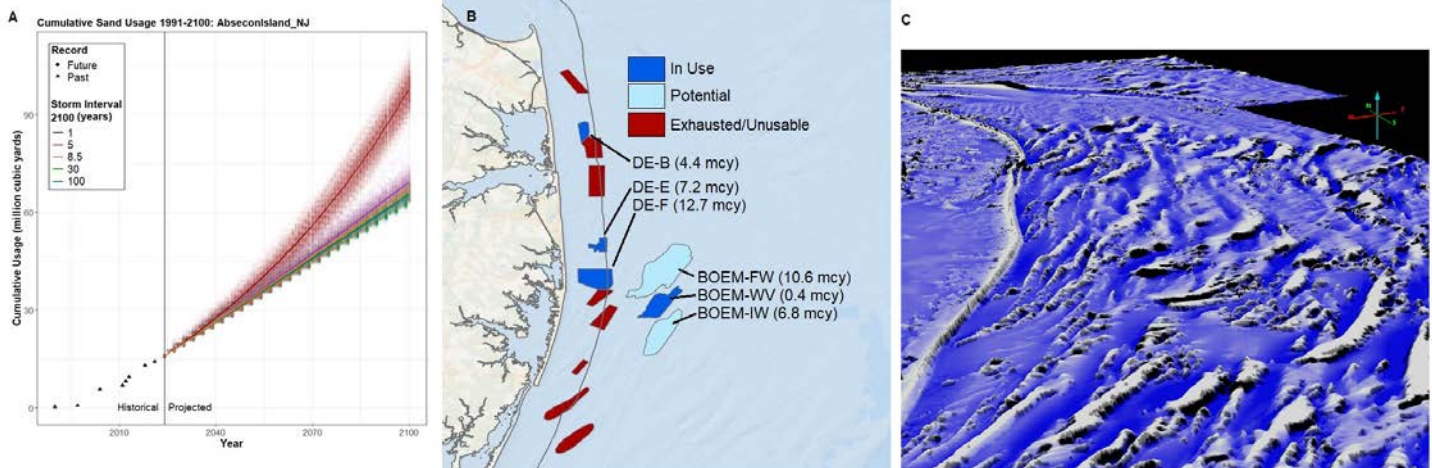 A
Cumulative Sand Usage 1991-2100: AbseconIsland_NJ
Record
Future
Past
Storm Interval
2100 (years)
1
5
8.5
30
100
Cumulative Usage (million cubic yards)
90
60
30
0
Historical
Projected
2010
2040
2070
2100
Year
B
In Use
Potential
Exhausted/Unusable
DE-B (4.4 mcy)
DE-E (7.2 mcy)
DE-F (12.7 mcy)
BOEM-FW (10.6 mcy)
BOEM-WV (0.4 mcy)
BOEM-IW (6.8 mcy)
C